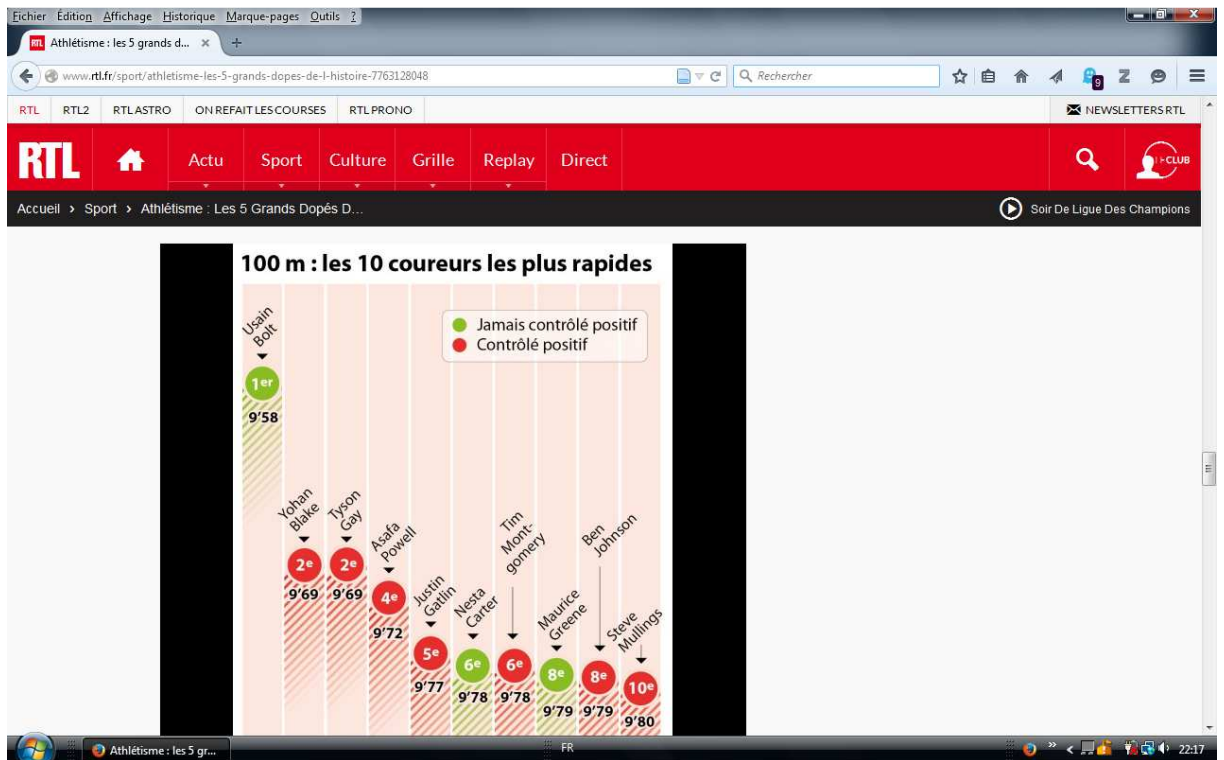 Fichier Édition Affichage Historique Marque-pages Outils ?
RTL Athlétisme : les 5 grands d... × +
www.rtl.fr/sport/athletisme-les-5-grands-dopes-de-l-histoire-7763128048
Rechercher
9
Z
RTL RTL2 RTL ASTRO ON REFAIT LES COURSES RTL PRONO
NEWSLETTERS RTL
RTL Actu Sport Culture Grille Replay Direct
CLUB
Accueil > Sport > Athlétisme : Les 5 Grands Dopés D...
Soir De Ligue Des Champions
100 m : les 10 coureurs les plus rapides
Jamais contrôlé positif
Contrôlé positif
Usain
Bolt
1er
9'58
Yohan
Blake
2e
9'69
Tyson
Gay
2e
9'69
Asafa
Powell
4e
9'72
Justin
Gatlin
5e
9'77
Nesta
Carter
6e
9'78
Tim
Mont-
gomery
6e
9'78
Maurice
Greene
8e
9'79
Ben
Johnson
8e
9'79
Steve
Mullings
10e
9'80
Athlétisme : les 5 gr...
FR
22:17